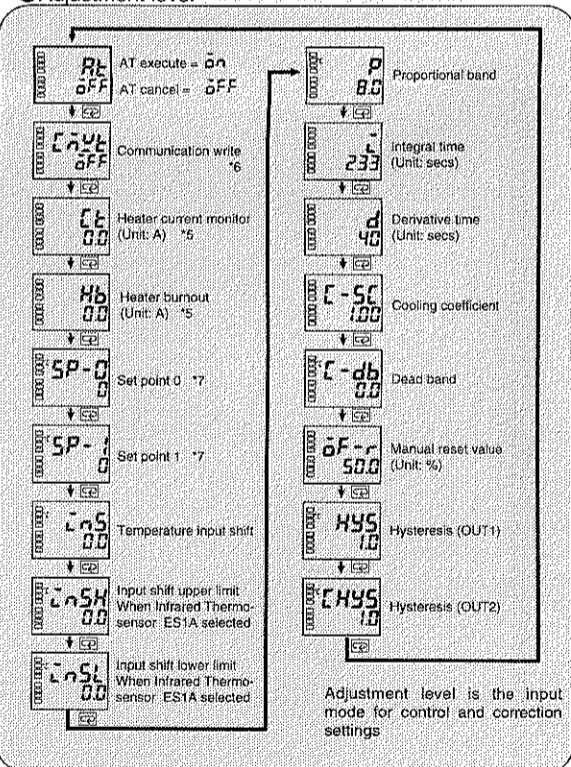 Adjustment level
At
oFF
AT execute = on
AT cancel = oFF
CMWt
oFF
Communication write
*6
Ct
0.0
Heater current monitor
(Unit: A) *5
Hb
0.0
Heater burnout
(Unit: A) *5
SP-0
0
Set point 0 *7
SP-1
0
Set point 1 *7
inS
0.0
Temperature input shift
inSH
0.0
Input shift upper limit
When Infrared Thermo-
sensor ES1A selected
inSL
0.0
Input shift lower limit
When Infrared Thermo-
sensor ES1A selected
P
8.0
Proportional band
i
233
Integral time
(Unit: secs)
d
40
Derivative time
(Unit: secs)
C-SC
1.00
Cooling coefficient
C-db
0.0
Dead band
oF-r
50.0
Manual reset value
(Unit: %)
HYS
1.0
Hysteresis (OUT1)
CHYS
1.0
Hysteresis (OUT2)
Adjustment level is the input
mode for control and correction
settings